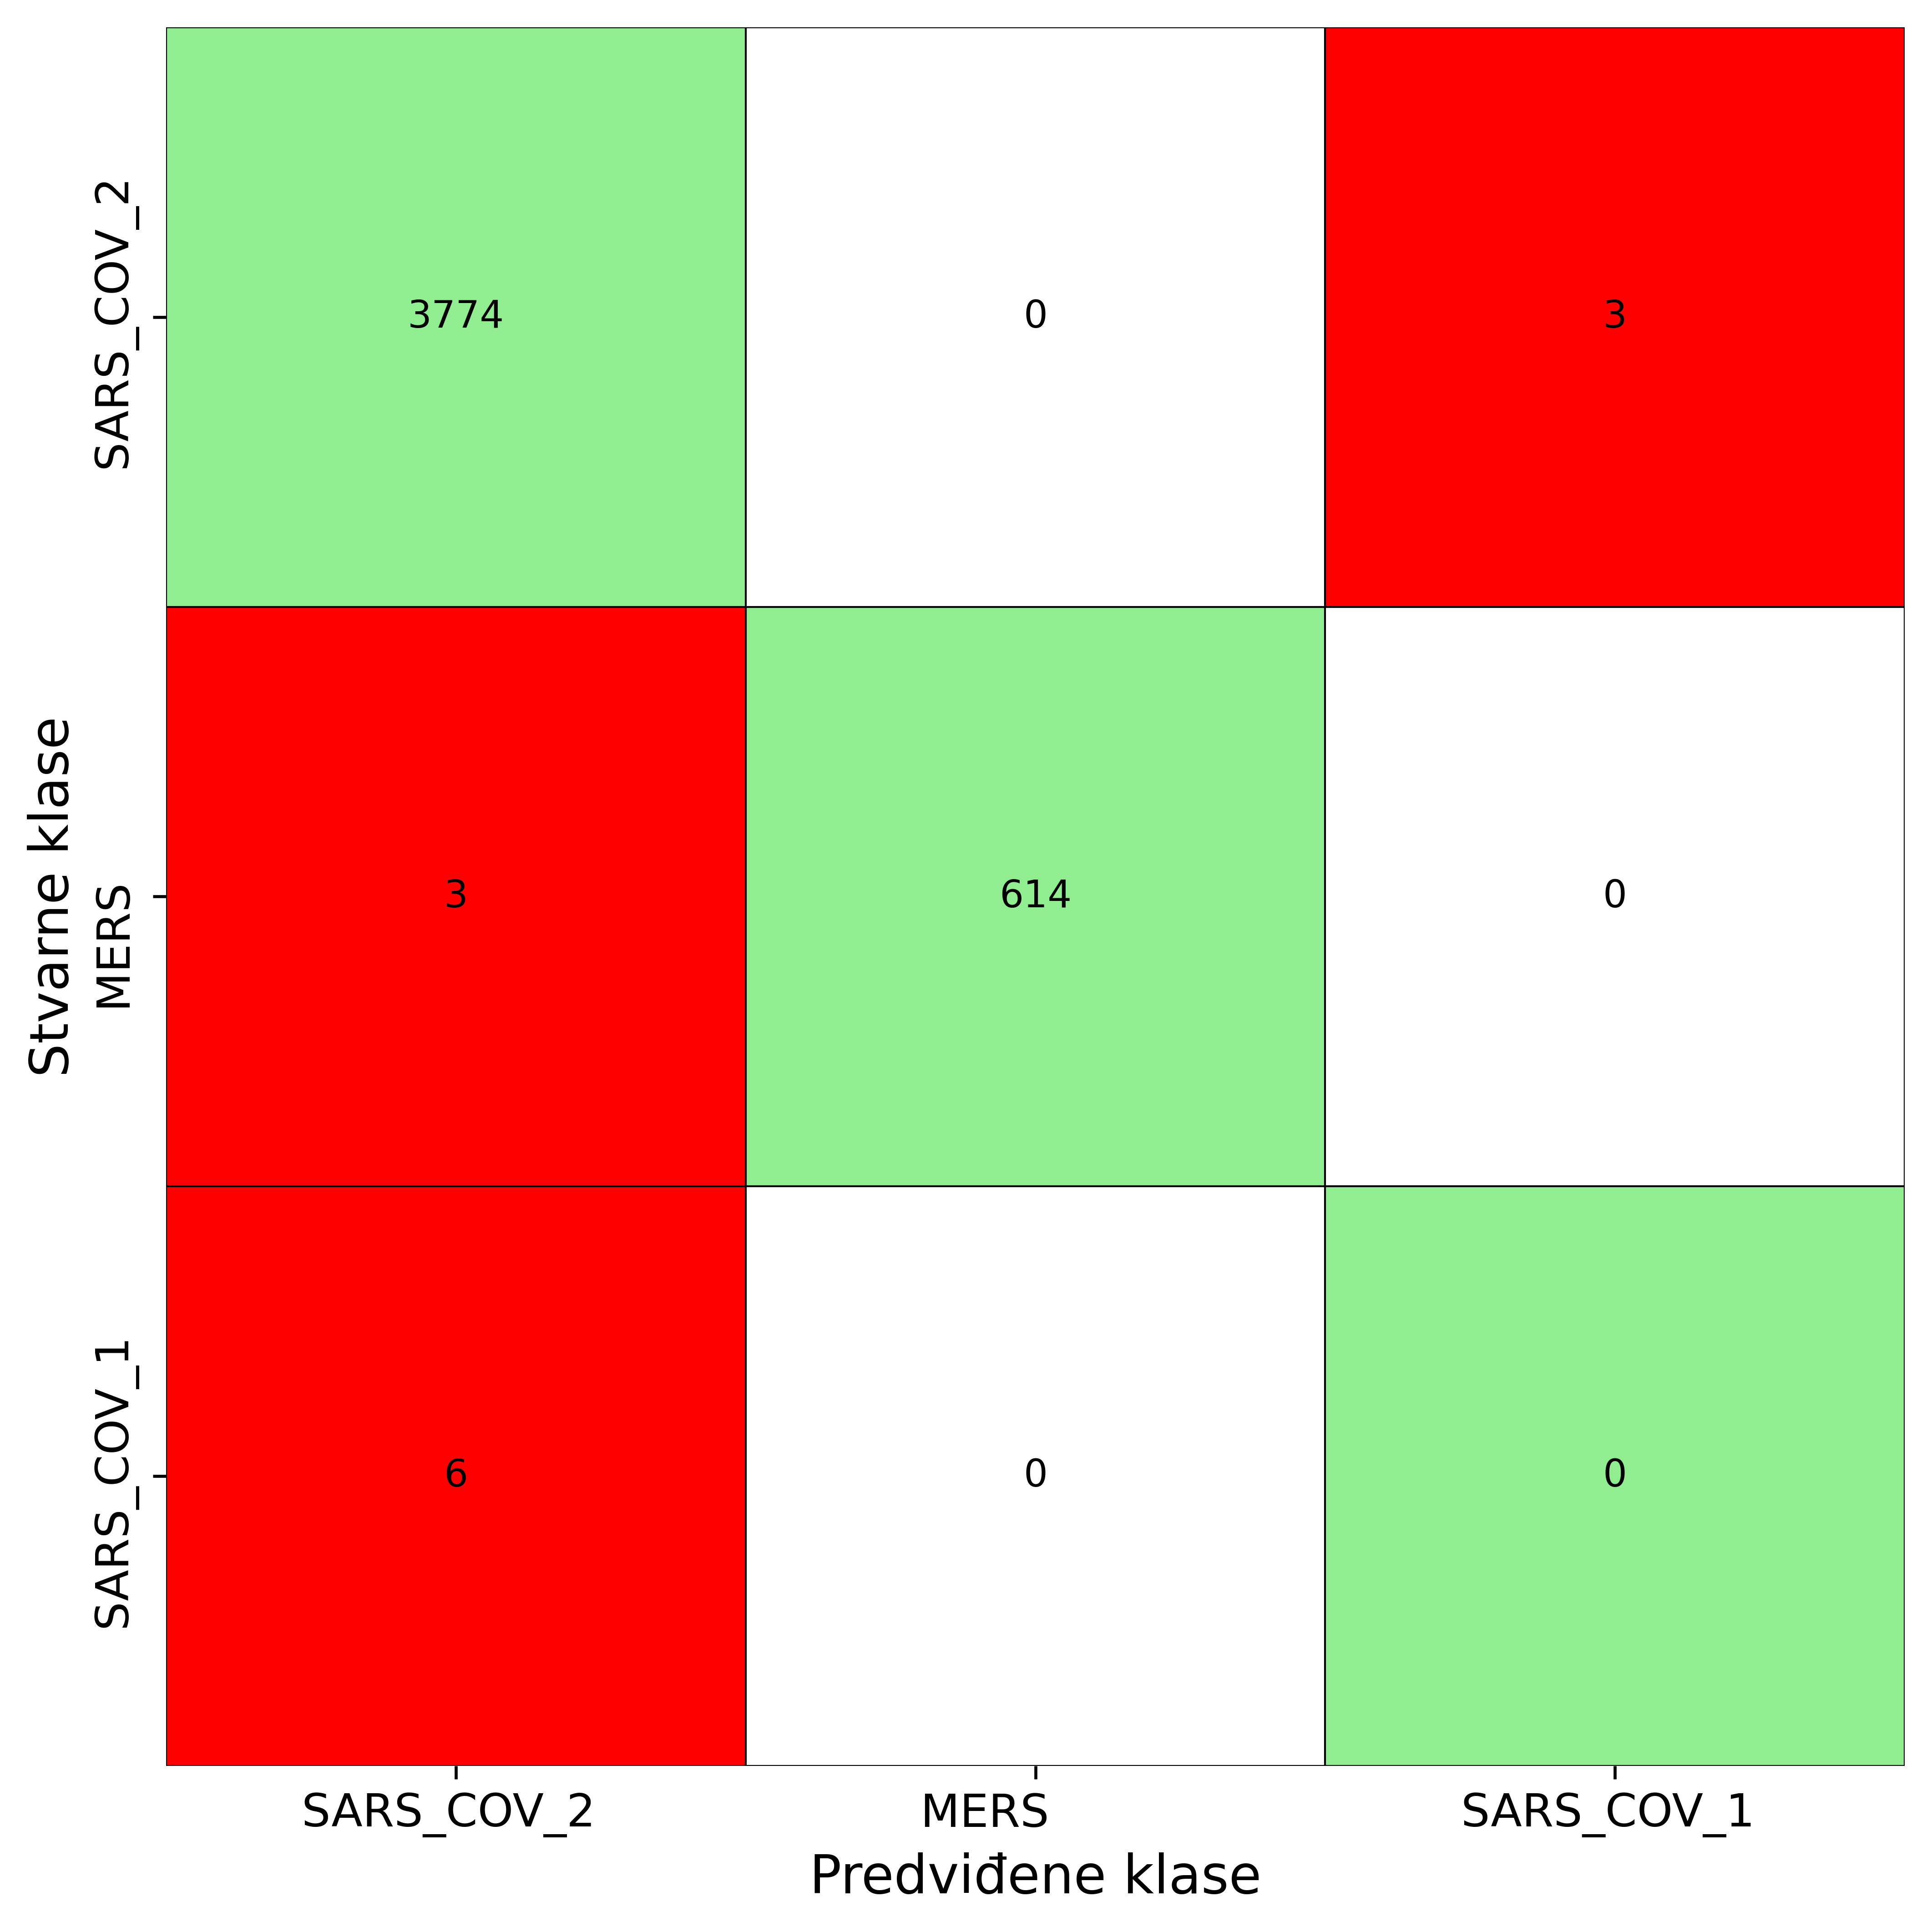 SARS_COV_2
3774
0
3
Stvarne klase
MERS
3
614
0
SARS_COV_1
6
0
0
SARS_COV_2
MERS
SARS_COV_1
Predviđene klase